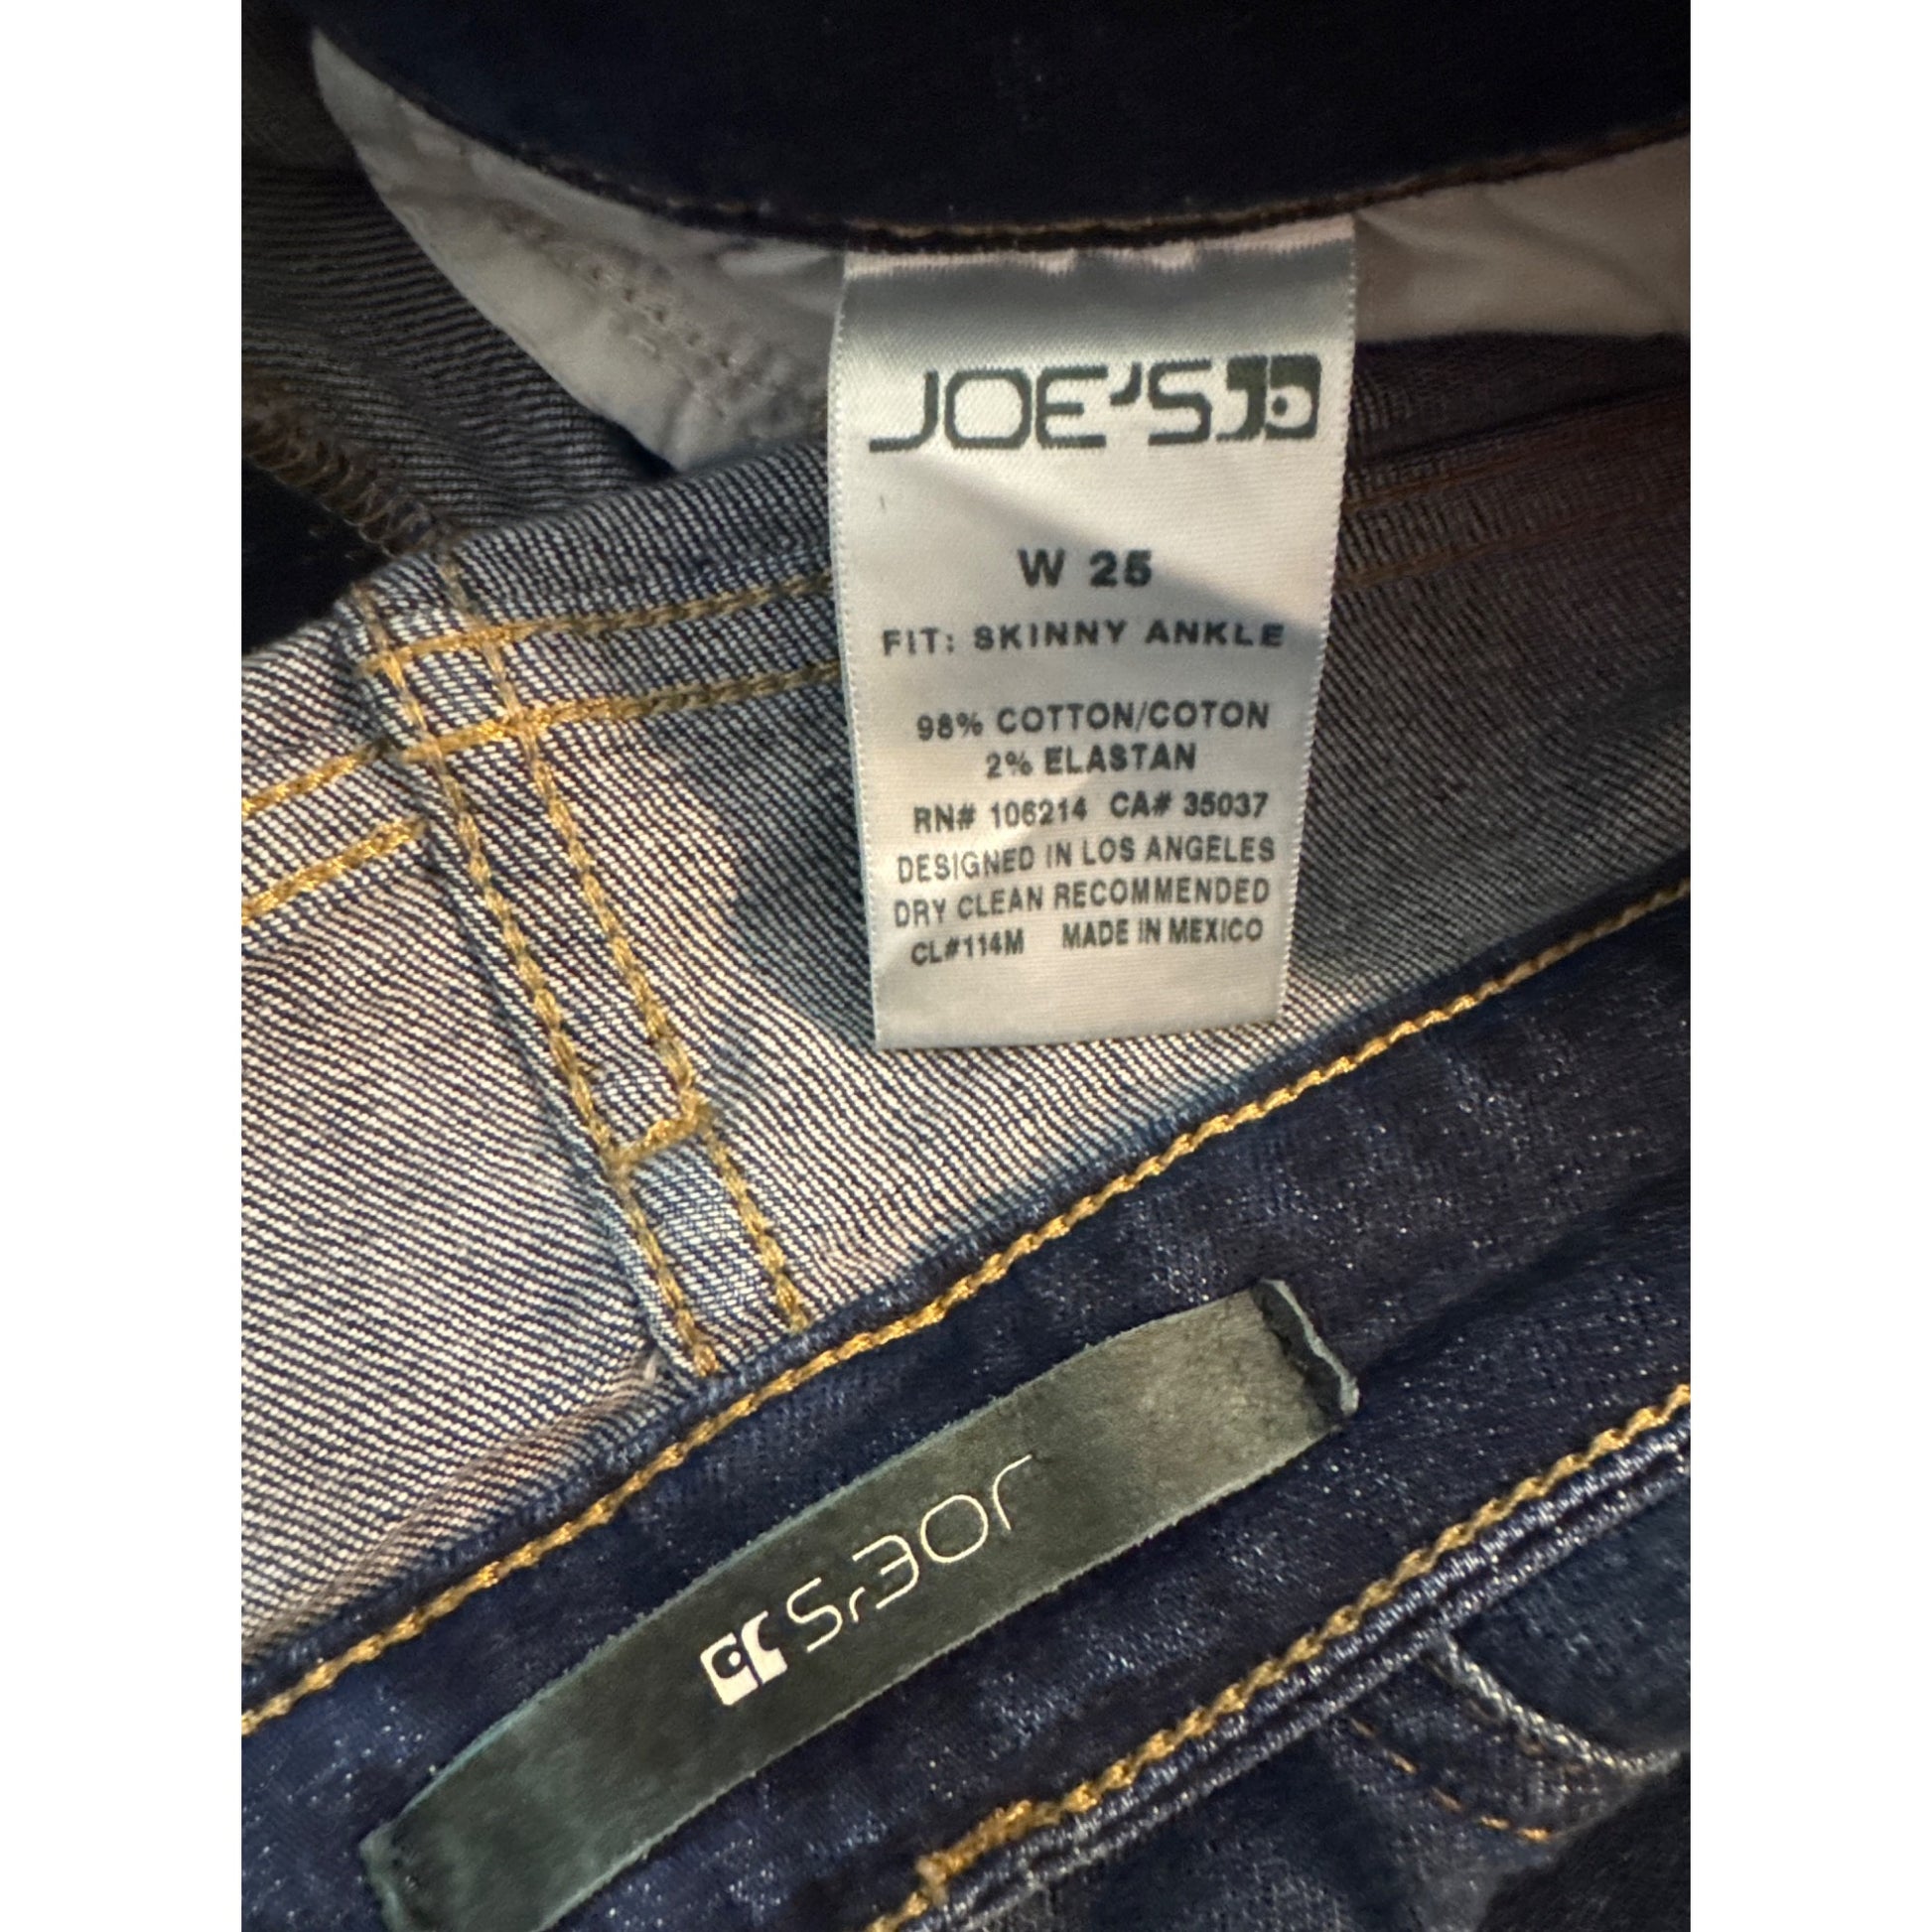 JOE'S
W 25
FIT: SKINNY ANKLE
98% COTTON/COTON
2% ELASTAN
RN# 106214 CA# 35037
DESIGNED IN LOS ANGELES
DRY CLEAN RECOMMENDED
CL#114M MADE IN MEXICO
JOE'S